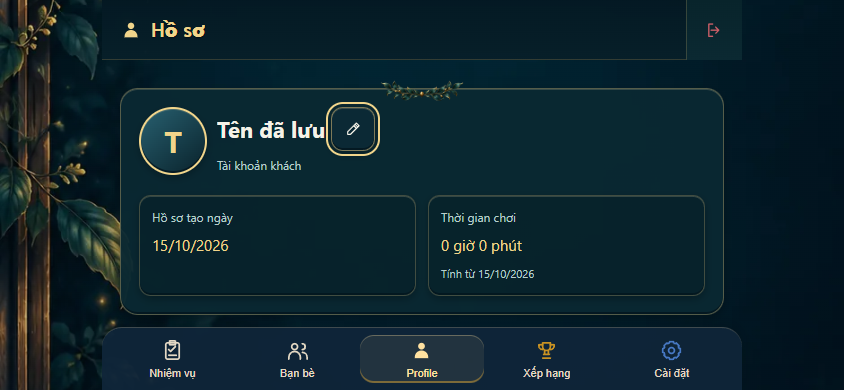 Hồ sơ
T
Tên đã lưu
Tài khoản khách
Hồ sơ tạo ngày
15/10/2026
Thời gian chơi
0 giờ 0 phút
Tính từ 15/10/2026
Nhiệm vụ
Bạn bè
Profile
Xếp hạng
Cài đặt